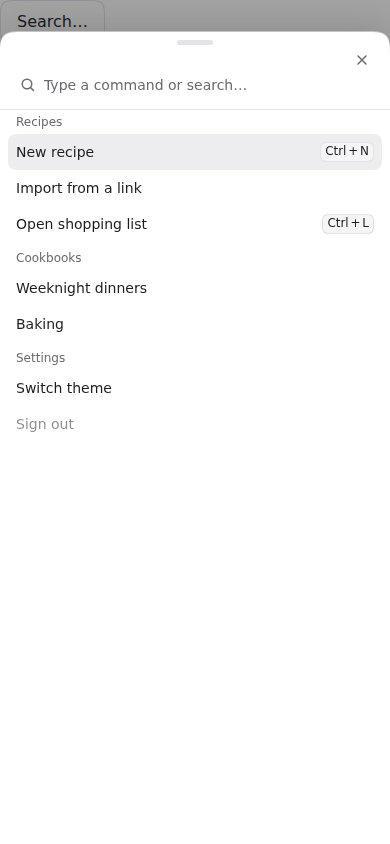 Search…
Type a command or search…
Recipes
New recipe Ctrl + N
Import from a link
Open shopping list Ctrl + L
Cookbooks
Weeknight dinners
Baking
Settings
Switch theme
Sign out